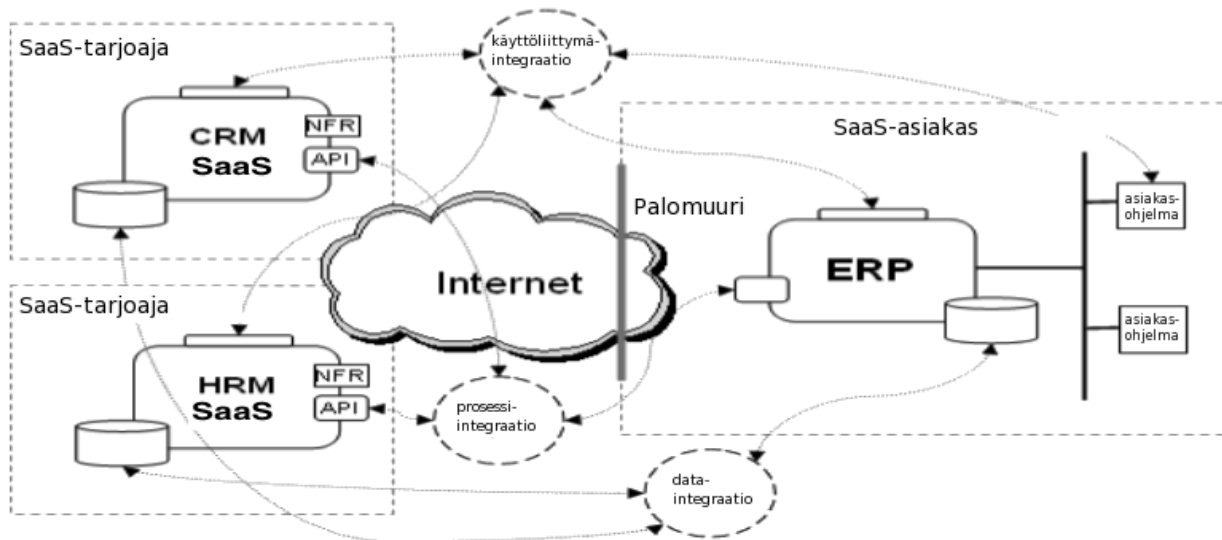 SaaS-tarjoaja
CRM
SaaS
NFR
API
käyttöliittymä-
integraatio
SaaS-asiakas
Palomuuri
ERP
asiakas-
ohjelma
asiakas-
ohjelma
Internet
SaaS-tarjoaja
HRM
SaaS
NFR
API
prosessi-
integraatio
data-
integraatio